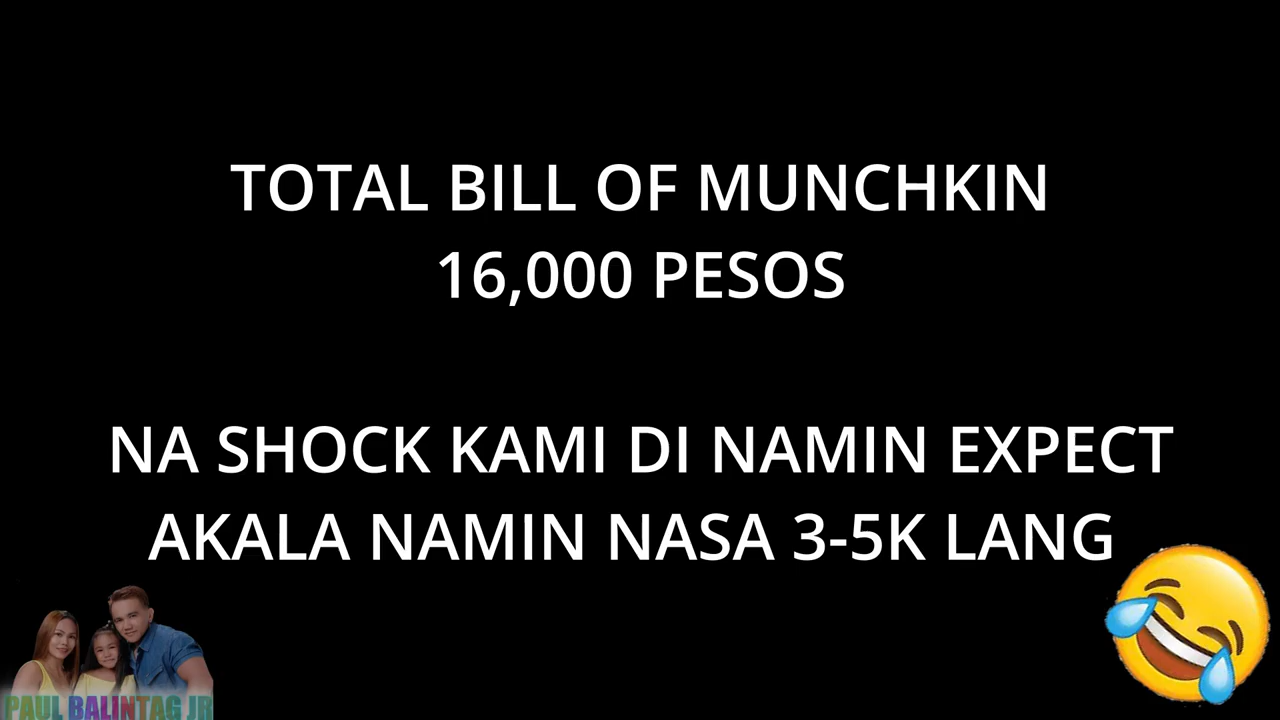 TOTAL BILL OF MUNCHKIN
16,000 PESOS
NA SHOCK KAMI DI NAMIN EXPECT
AKALA NAMIN NASA 3-5K LANG
PAUL BALINTAG JR